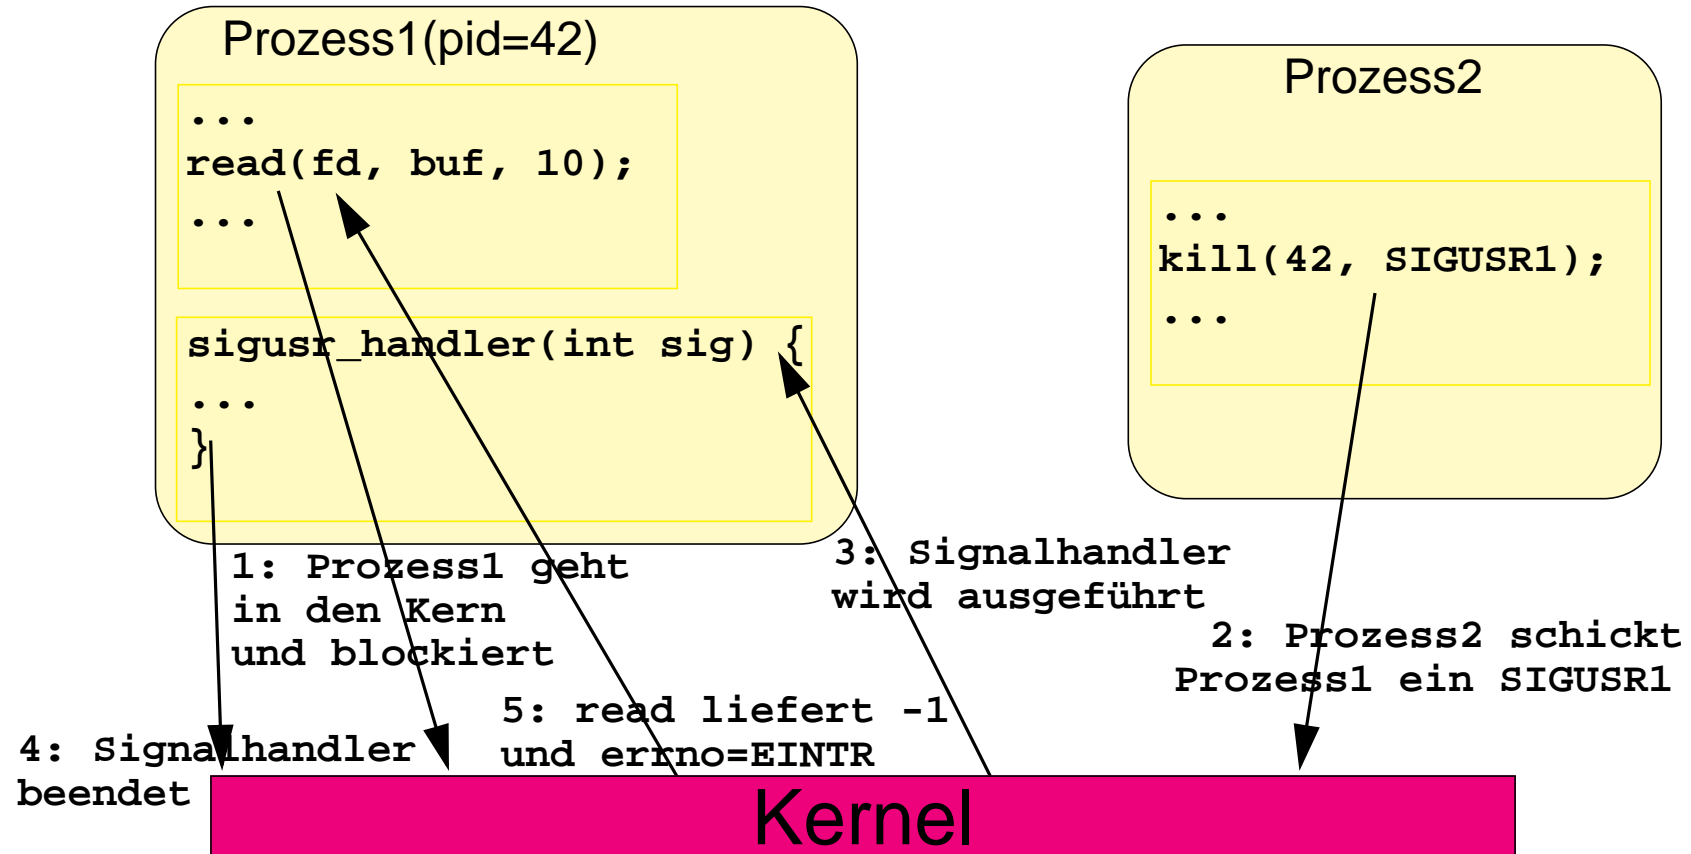 Prozess1(pid=42)
...
read(fd, buf, 10);
...
sigusr_handler(int sig) {
...
}
Prozess2
...
kill(42, SIGUSR1);
...
1: Prozess1 geht
in den Kern
und blockiert
3: Signalhandler
wird ausgeführt
2: Prozess2 schickt
Prozess1 ein SIGUSR1
5: read liefert -1
und errno=EINTR
4: Signalhandler
beendet
Kernel